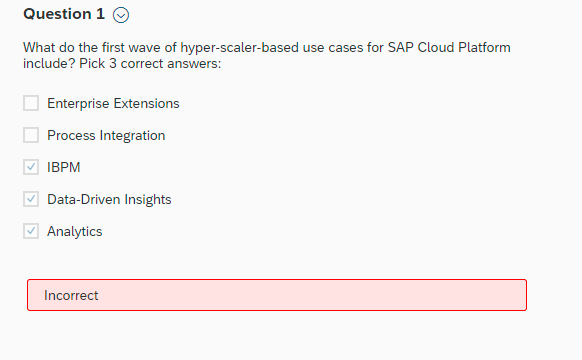 Question 1
What do the first wave of hyper-scaler-based use cases for SAP Cloud Platform
include? Pick 3 correct answers:
Enterprise Extensions
Process Integration
IBPM
Data-Driven Insights
Analytics
Incorrect